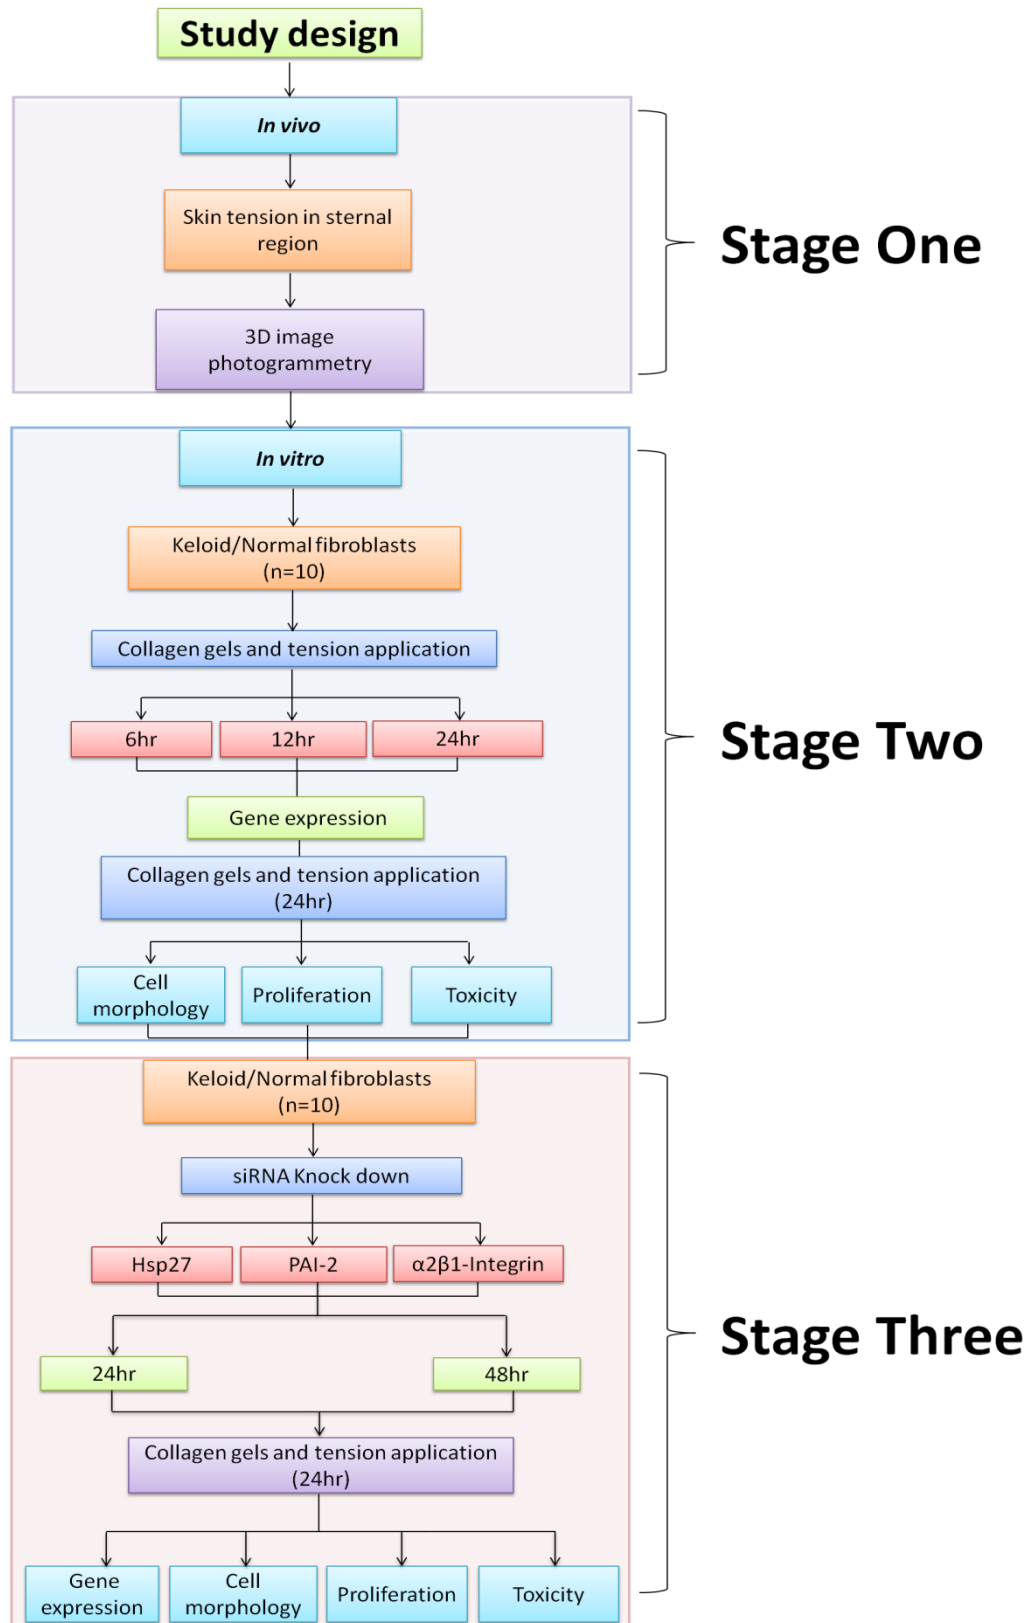 Study design
In vivo
Skin tension in sternal
region
3D image
photogrammetry
Stage One
In vitro
Keloid/Normal fibroblasts
(n=10)
Collagen gels and tension application
6hr
12hr
24hr
Gene expression
Collagen gels and tension application
(24hr)
Cell
morphology
Proliferation
Toxicity
Stage Two
Keloid/Normal fibroblasts
(n=10)
siRNA Knock down
Hsp27
PAI-2
α2β1-Integrin
24hr
48hr
Collagen gels and tension application
(24hr)
Gene
expression
Cell
morphology
Proliferation
Toxicity
Stage Three